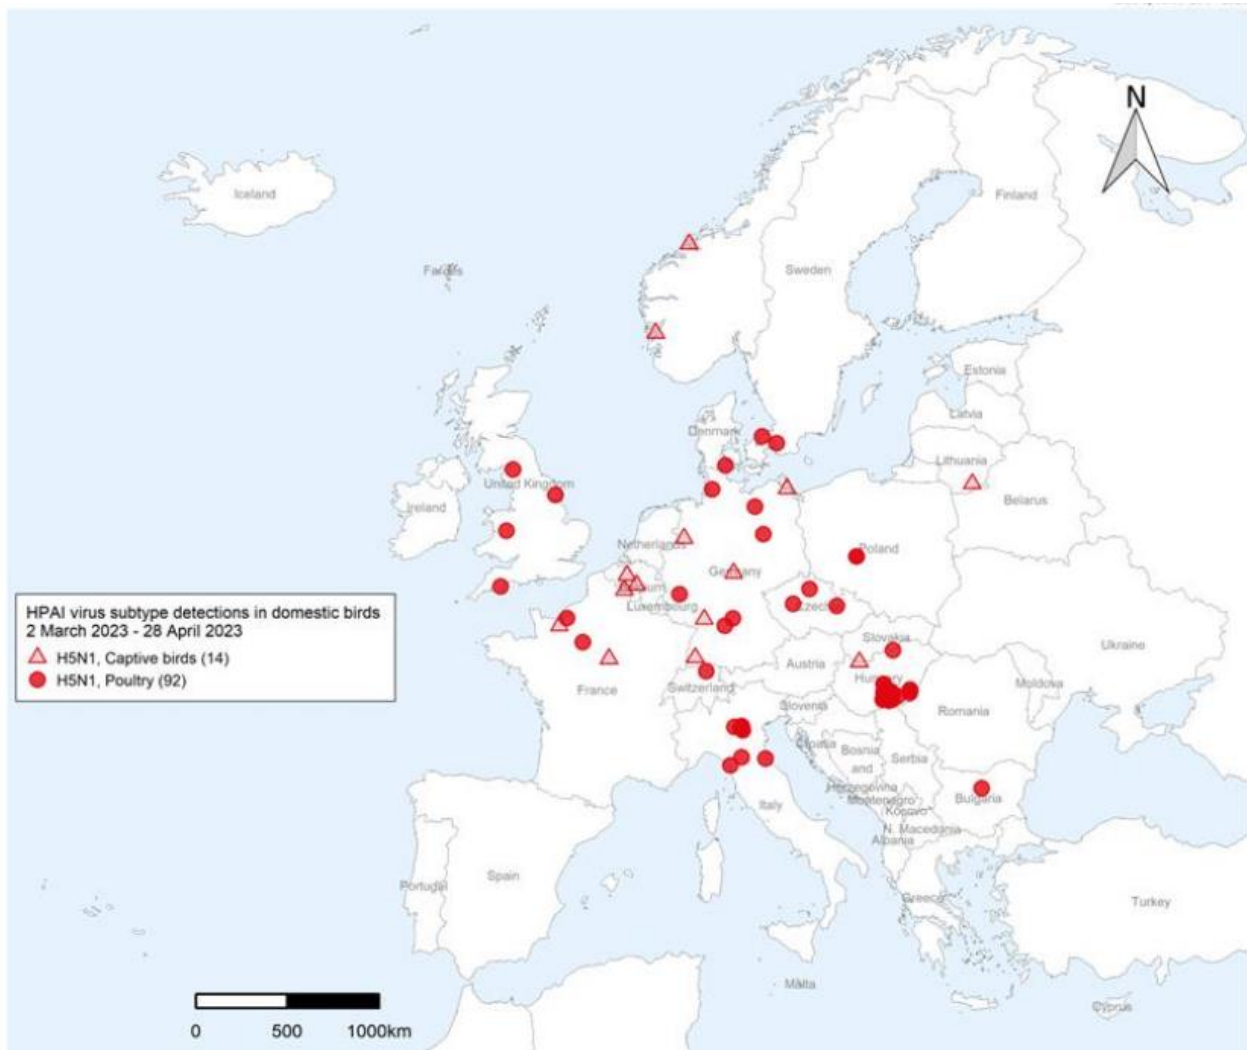 N
Iceland
Finland
Faroes
Sweden
Estonia
Latvia
Denmark
Lithuania
United Kingdom
Ireland
Belarus
Netherlands
Poland
Germany
Luxembourg
HPAI virus subtype detections in domestic birds
2 March 2023 - 28 April 2023
H5N1, Captive birds (14)
H5N1, Poultry (92)
Slovakia
Ukraine
Austria
Hungary
Moldova
France
Switzerland
Slovenia
Romania
Croatia
Bosnia
and
Herzegovina
Serbia
Montenegro
Kosovo
Bulgaria
Italy
N. Macedonia
Albania
Portugal
Spain
Greece
Turkey
Malta
Cyprus
0 500 1000km